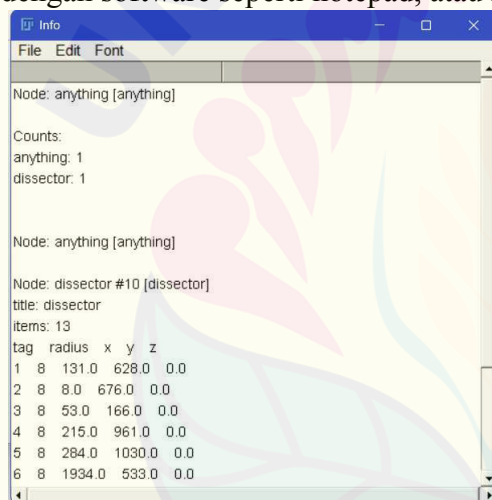 dengan software seperti notepad, atau
Info
File Edit Font
Node: anything [anything]
Counts:
anything: 1
dissector: 1
Node: anything [anything]
Node: dissector #10 [dissector]
title: dissector
items: 13
tag radius x y z
1 8 131.0 628.0 0.0
2 8 8.0 676.0 0.0
3 8 53.0 166.0 0.0
4 8 215.0 961.0 0.0
5 8 284.0 1030.0 0.0
6 8 1934.0 533.0 0.0